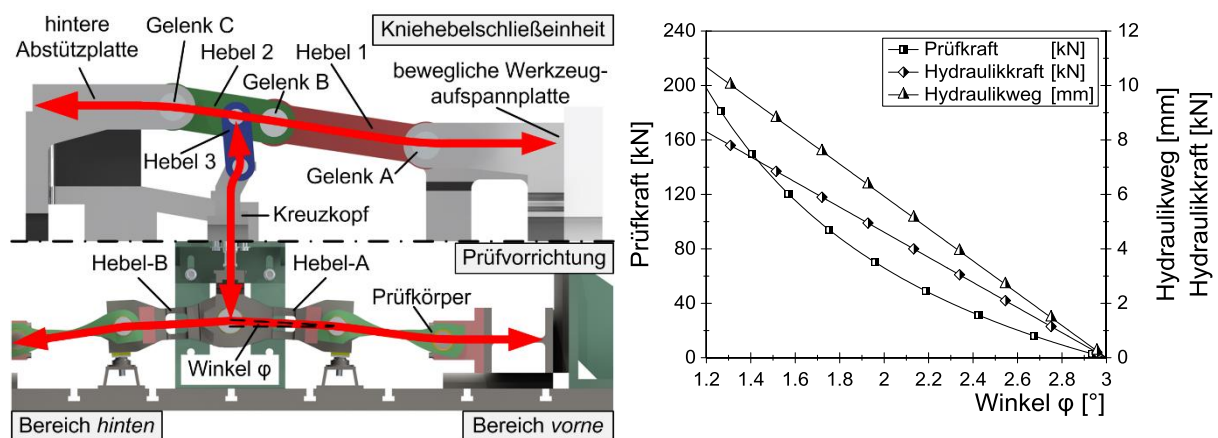 hintere
Abstützplatte
Gelenk C
Hebel 2
Hebel 1
Gelenk B
Kniehebelschließeinheit
bewegliche Werkzeug-
aufspannplatte
Hebel 3
Gelenk A
Kreuzkopf
Prüfvorrichtung
Hebel-B
Hebel-A
Prüfkörper
Winkel φ
Bereich hinten
Bereich vorne
Prüfkraft [kN]
240
200
160
120
80
40
0
Prüfkraft [kN]
Hydraulikkraft [kN]
Hydraulikweg [mm]
12
10
8
6
4
2
0
Hydraulikweg [mm]
Hydraulikkraft [kN]
1.2 1.4 1.6 1.8 2 2.2 2.4 2.6 2.8 3
Winkel φ [°]